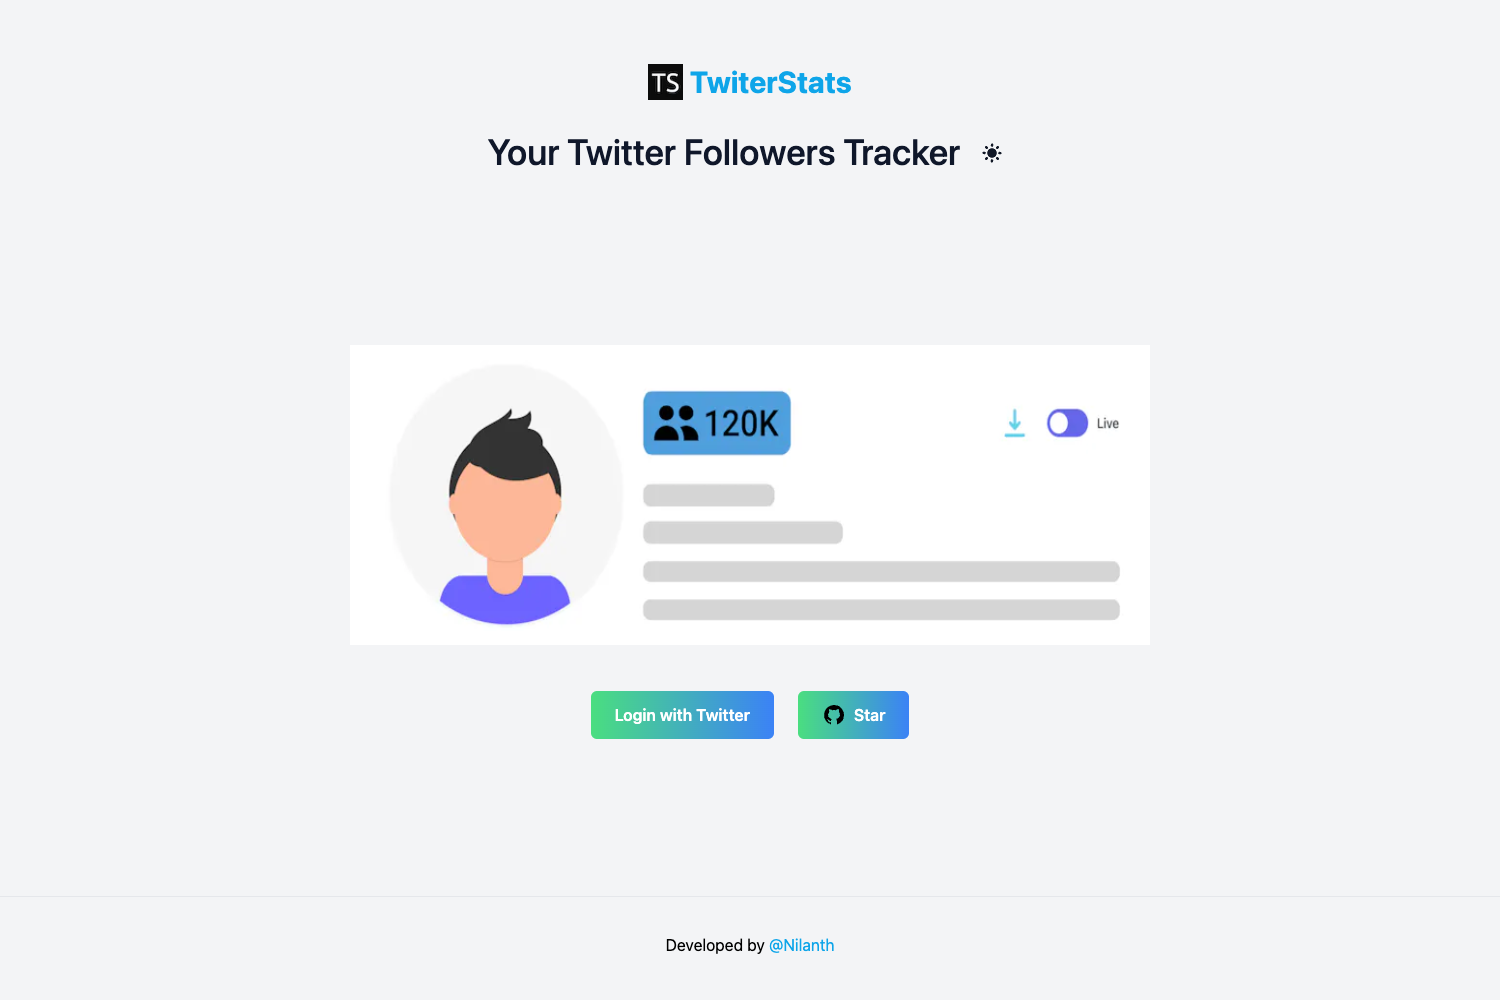 TS TwiterStats
Your Twitter Followers Tracker
120K
Live
Login with Twitter
Star
Developed by @Nilanth